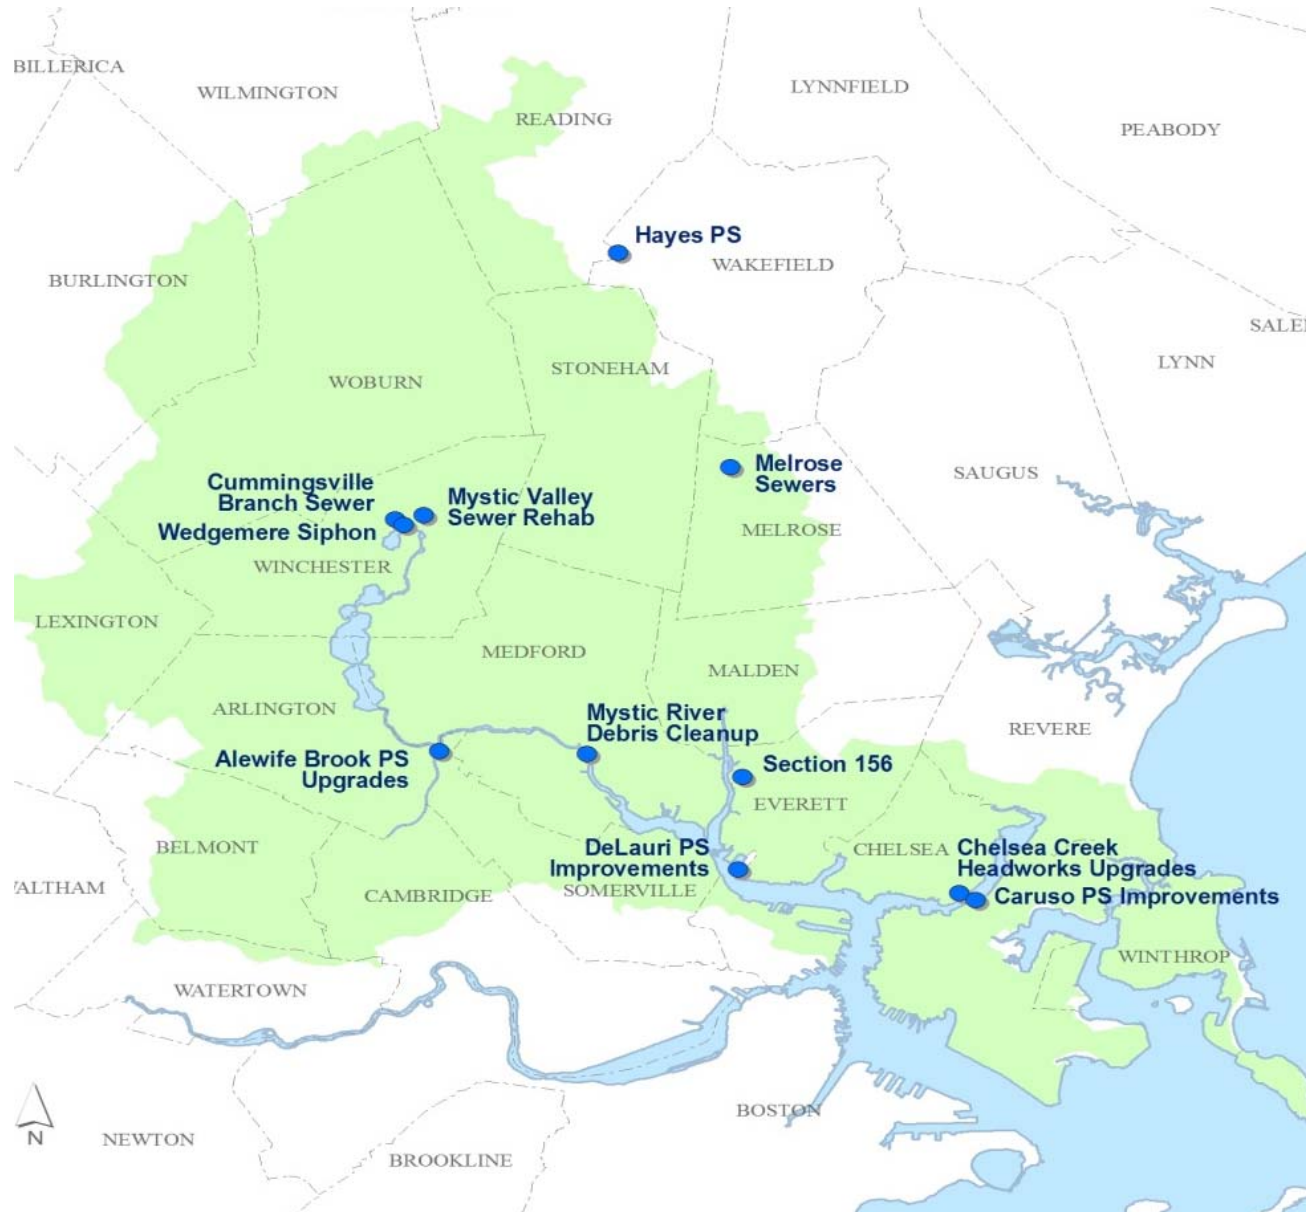 BILLERICA
WILMINGTON
LYNNFIELD
READING
PEABODY
Hayes PS
WAKEFIELD
BURLINGTON
SALE
LYNN
STONEHAM
WOBURN
Melrose
Sewers
SAUGUS
Cummingsville
Branch Sewer
Wedgemere Siphon
Mystic Valley
Sewer Rehab
MELROSE
WINCHESTER
LEXINGTON
MEDFORD
MALDEN
ARLINGTON
Mystic River
Debris Cleanup
REVERE
Alewife Brook PS
Upgrades
Section 156
EVERETT
BELMONT
DeLauri PS
Improvements
CHELSEA
Chelsea Creek
Headworks Upgrades
Caruso PS Improvements
ALTHAM
CAMBRIDGE
SOMERVILLE
WINTHROP
WATERTOWN
BOSTON
N
NEWTON
BROOKLINE